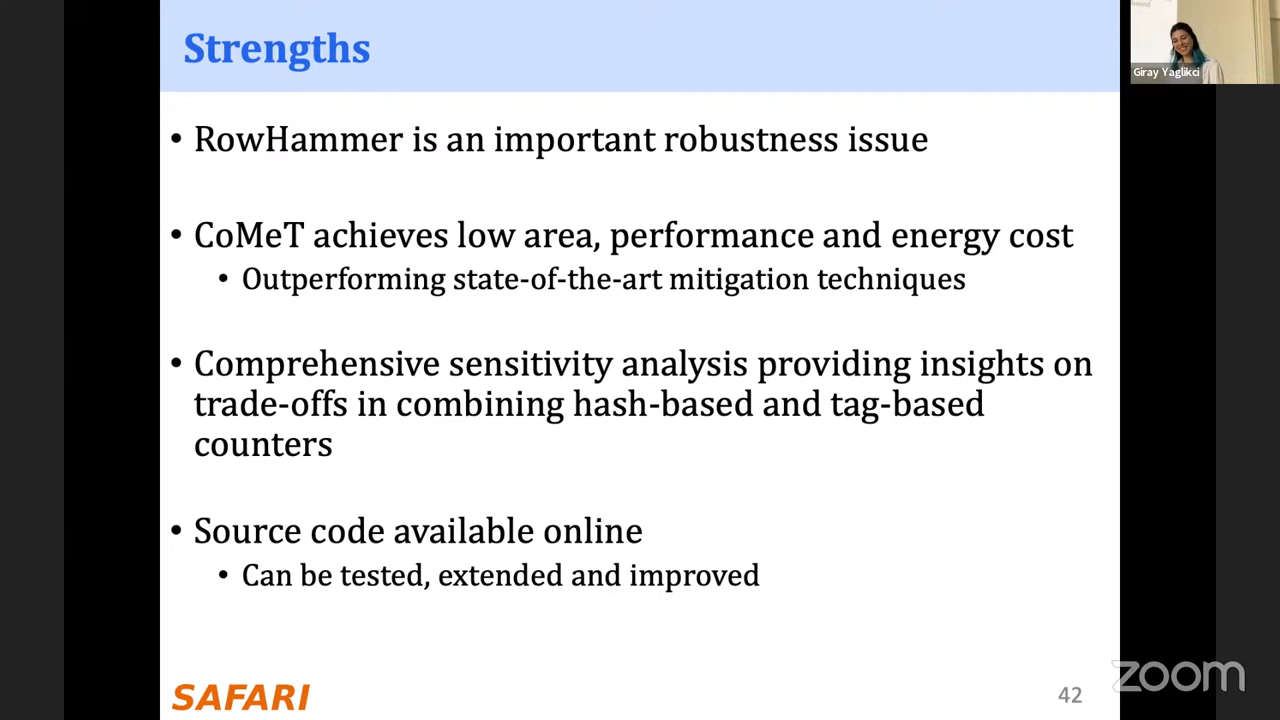 Strengths
• RowHammer is an important robustness issue
• CoMeT achieves low area, performance and energy cost
• Outperforming state-of-the-art mitigation techniques
• Comprehensive sensitivity analysis providing insights on
trade-offs in combining hash-based and tag-based
counters
• Source code available online
• Can be tested, extended and improved
SAFARI
42
Giray Yaglikci
zoom